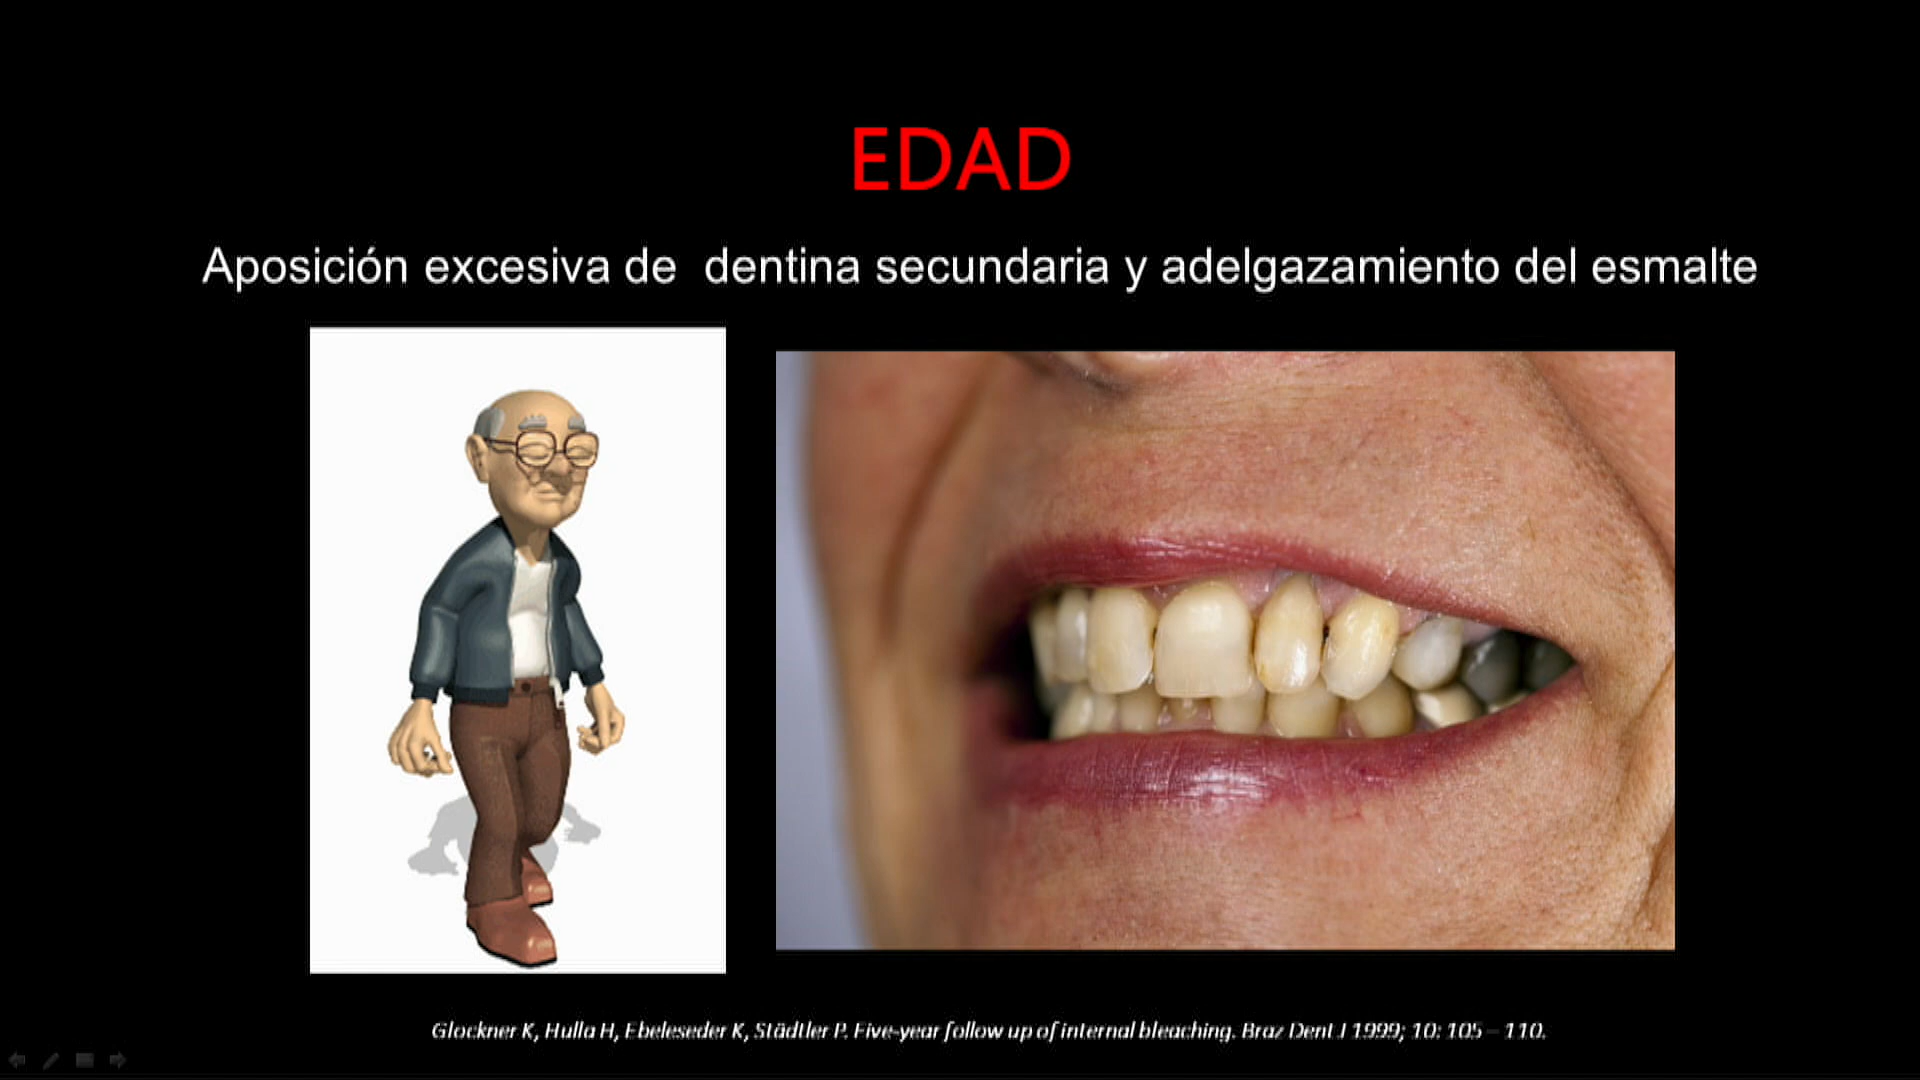 EDAD
Aposición excesiva de dentina secundaria y adelgazamiento del esmalte
Glockner K, Hulla H, Ebeleseder K, Städtler P. Five-year follow up of internal bleaching. Braz Dent J 1999; 10: 105 – 110.